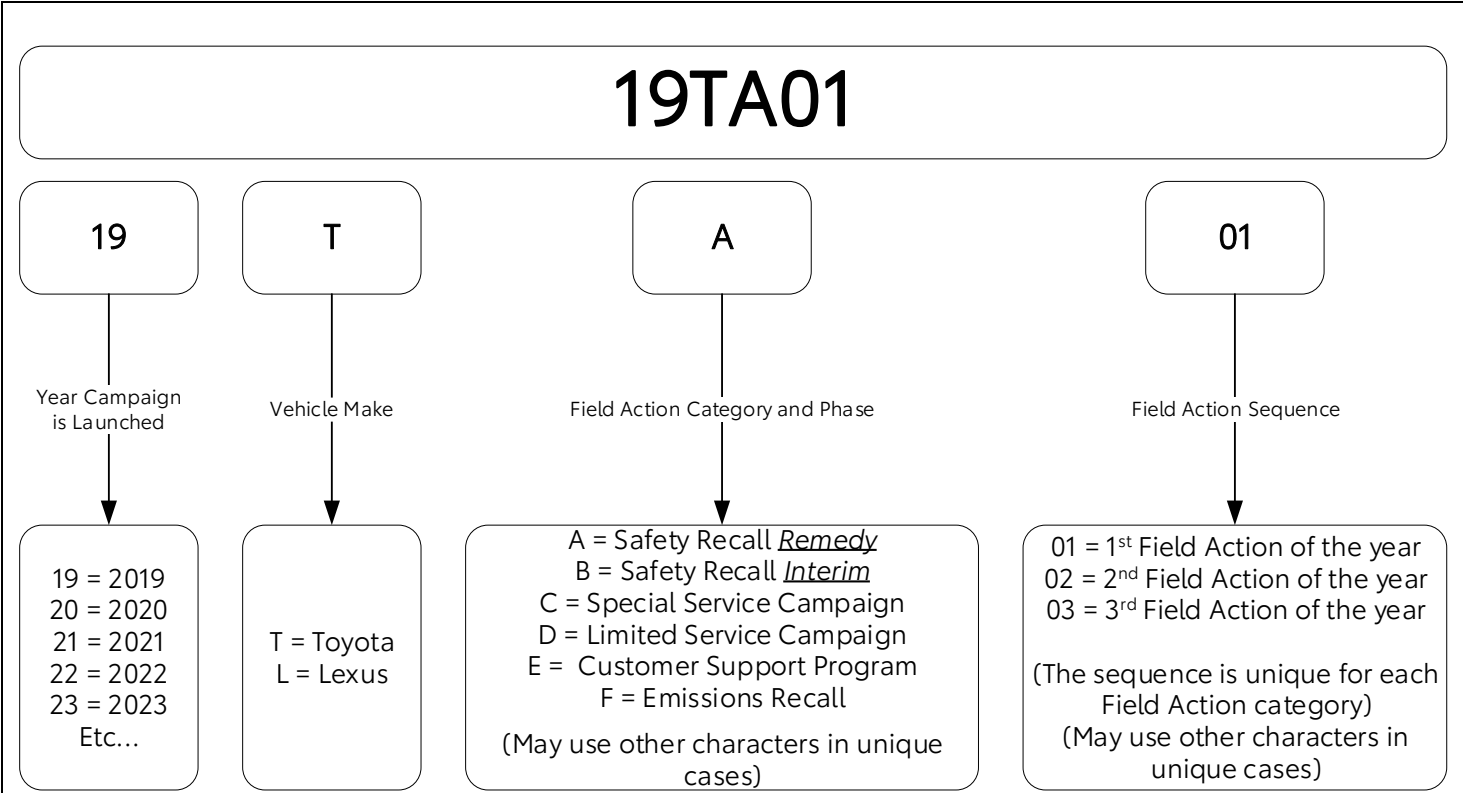 19TA01
19
T
A
01
Year Campaign
is Launched
Vehicle Make
Field Action Category and Phase
Field Action Sequence
19 = 2019
20 = 2020
21 = 2021
22 = 2022
23 = 2023
Etc...
T = Toyota
L = Lexus
A = Safety Recall Remedy
B = Safety Recall Interim
C = Special Service Campaign
D = Limited Service Campaign
E =  Customer Support Program
F = Emissions Recall
(May use other characters in unique
cases)
01 = 1st Field Action of the year
02 = 2nd Field Action of the year
03 = 3rd Field Action of the year
(The sequence is unique for each
Field Action category)
(May use other characters in
unique cases)